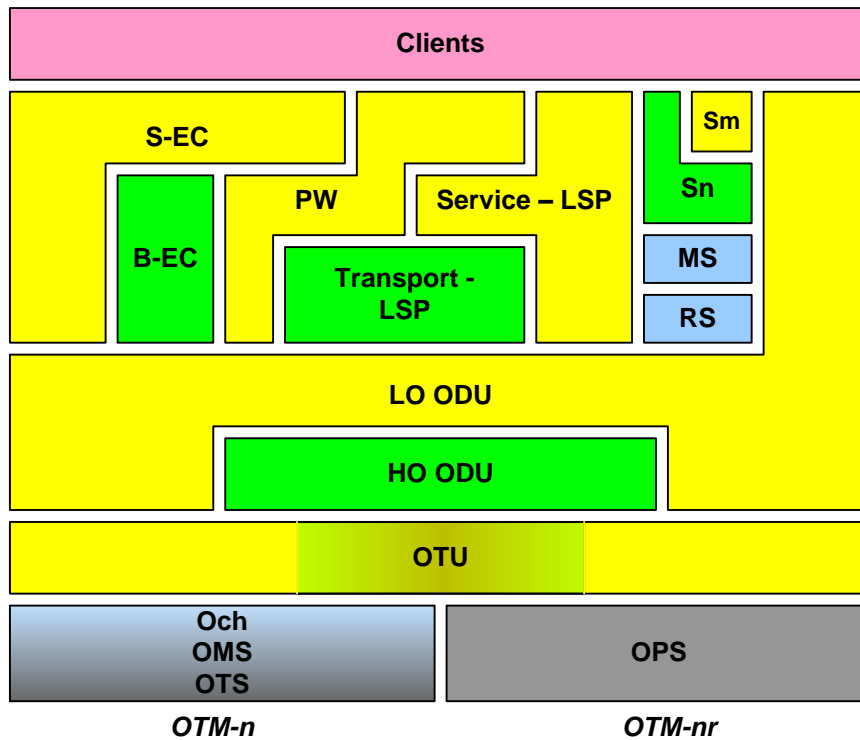 Clients
S-EC
Sm
PW
Service – LSP
Sn
B-EC
MS
Transport -
LSP
RS
LO ODU
HO ODU
OTU
Och
OMS
OTS
OPS
OTM-n
OTM-nr